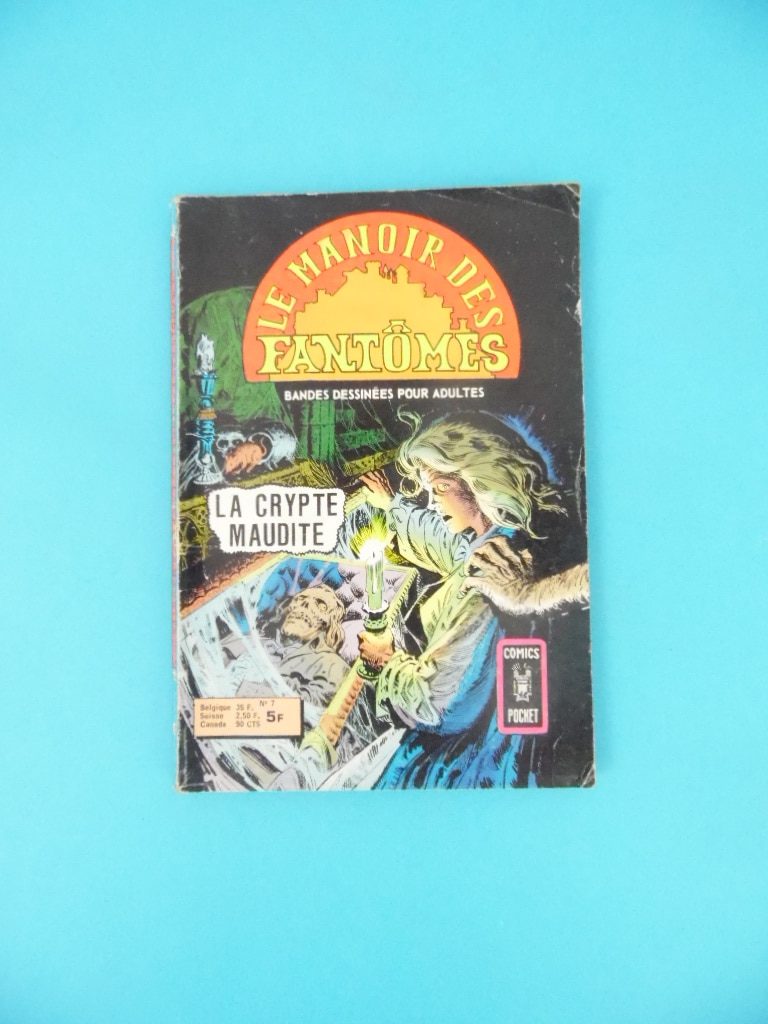 LE MANOIR DES
FANTÔMES
BANDES DESSINÉES POUR ADULTES
LA CRYPTE
MAUDITE
Belgique 35 F. N° 7
Suisse 2,50 F. 5F
Canada 90 CTS
COMICS
POCKET